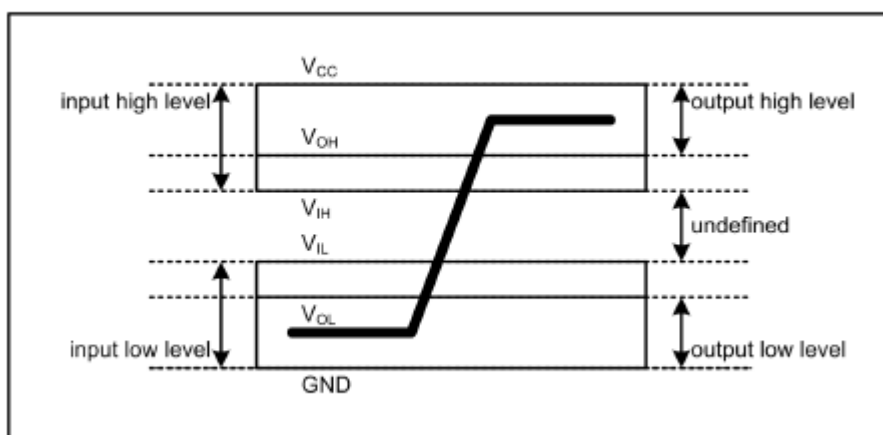 V_CC
input high level
output high level
V_OH
V_IH
undefined
V_IL
V_OL
input low level
output low level
GND